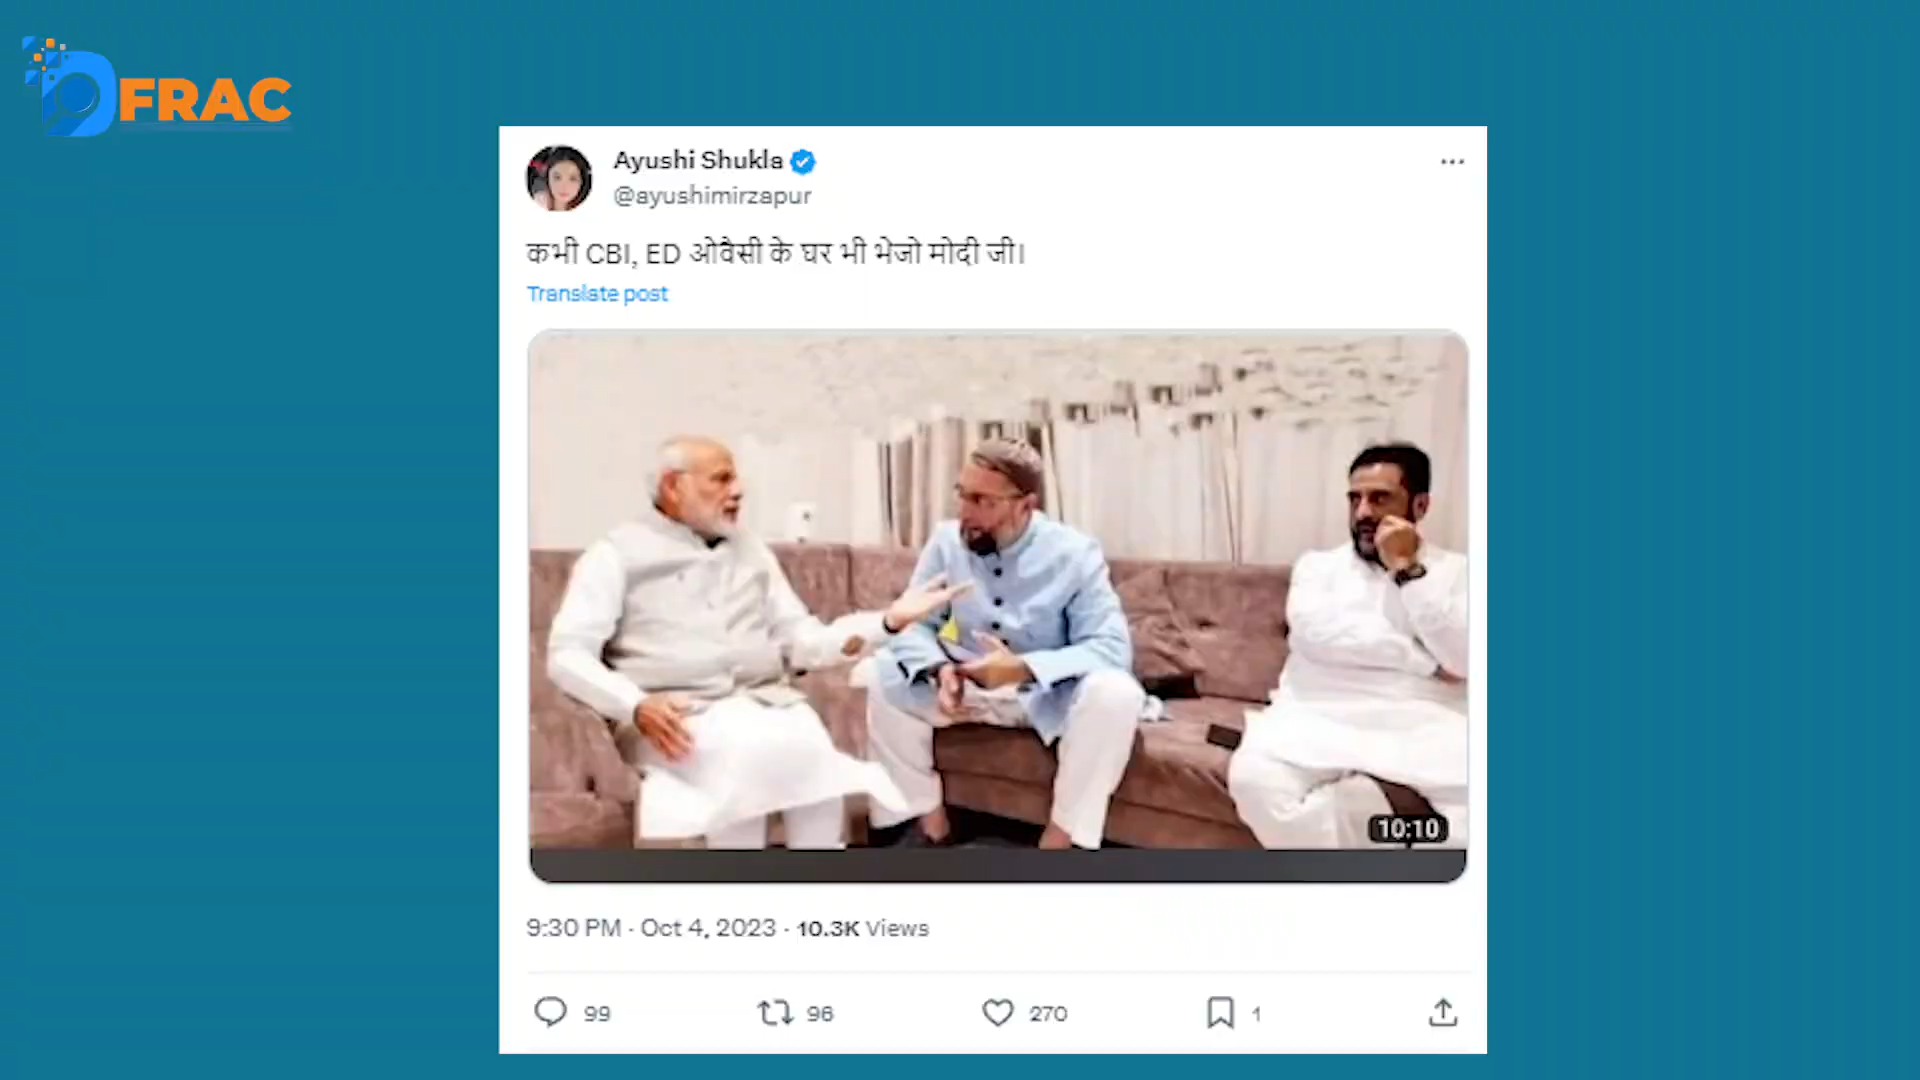 FRAC
Ayushi Shukla
@ayushimirzapur
कभी CBI, ED ओवैसी के घर भी भेजो मोदी जी।
Translate post
10:10
9:30 PM · Oct 4, 2023 · 10.3K Views
99
96
270
1